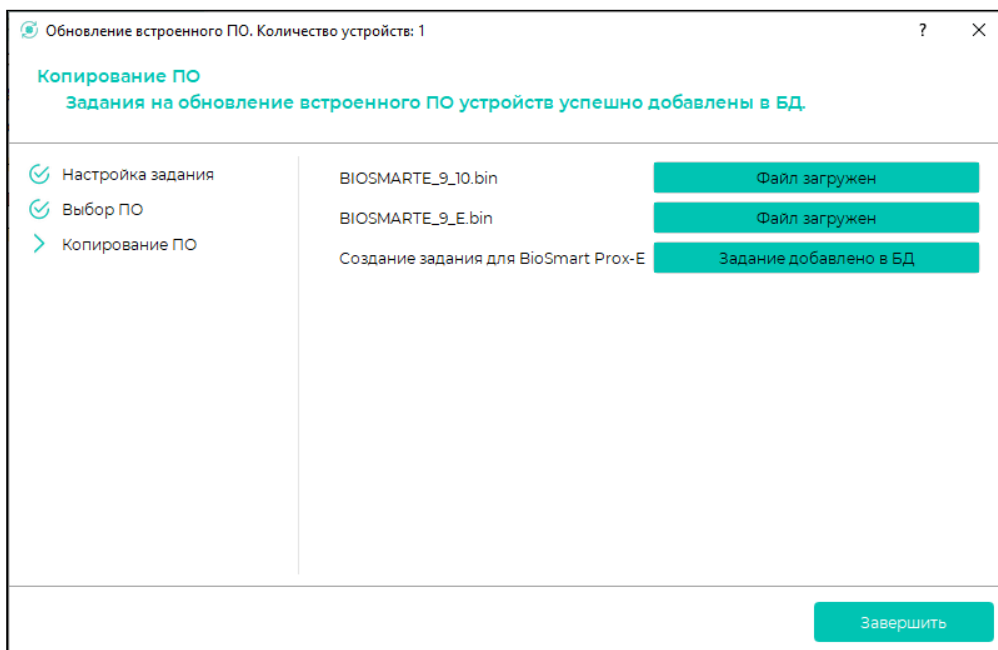 Обновление встроенного ПО. Количество устройств: 1 ?
Копирование ПО
Задания на обновление встроенного ПО устройств успешно добавлены в БД.
Настройка задания
Выбор ПО
Копирование ПО
BIOSMARTE_9_10.bin Файл загружен
BIOSMARTE_9_E.bin Файл загружен
Создание задания для BioSmart Prox-E Задание добавлено в БД
Завершить